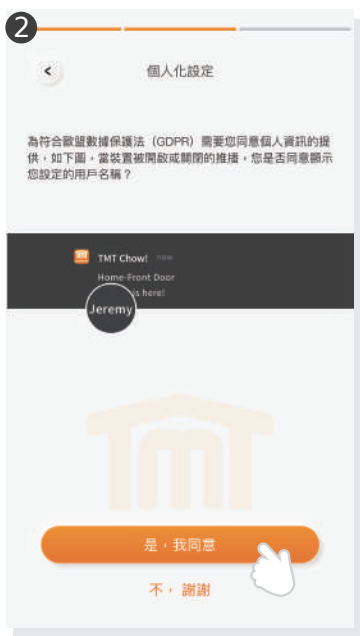 2
個人化設定
為符合歐盟數據保護法（GDPR）需要您同意個人資訊的提
供，如下圖，當裝置被開啟或關閉的推播，您是否同意顯示
您設定的用戶名稱？
TMT Chow! now
Home-Front Door
Jeremy is here!
TMT
是，我同意
不， 謝謝